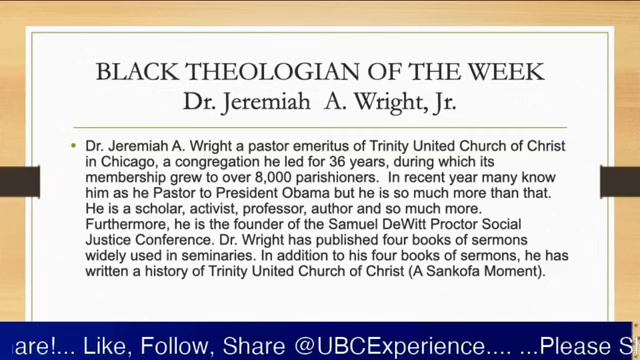 BLACK THEOLOGIAN OF THE WEEK
Dr. Jeremiah A. Wright, Jr.
• Dr. Jeremiah A. Wright a pastor emeritus of Trinity United Church of Christ
in Chicago, a congregation he led for 36 years, during which its
membership grew to over 8,000 parishioners. In recent year many know
him as he Pastor to President Obama but he is so much more than that.
He is a scholar, activist, professor, author and so much more.
Furthermore, he is the founder of the Samuel DeWitt Proctor Social
Justice Conference. Dr. Wright has published four books of sermons
widely used in seminaries. In addition to his four books of sermons, he has
written a history of Trinity United Church of Christ (A Sankofa Moment).
are!... Like, Follow, Share @UBCExperience.... ...Please S